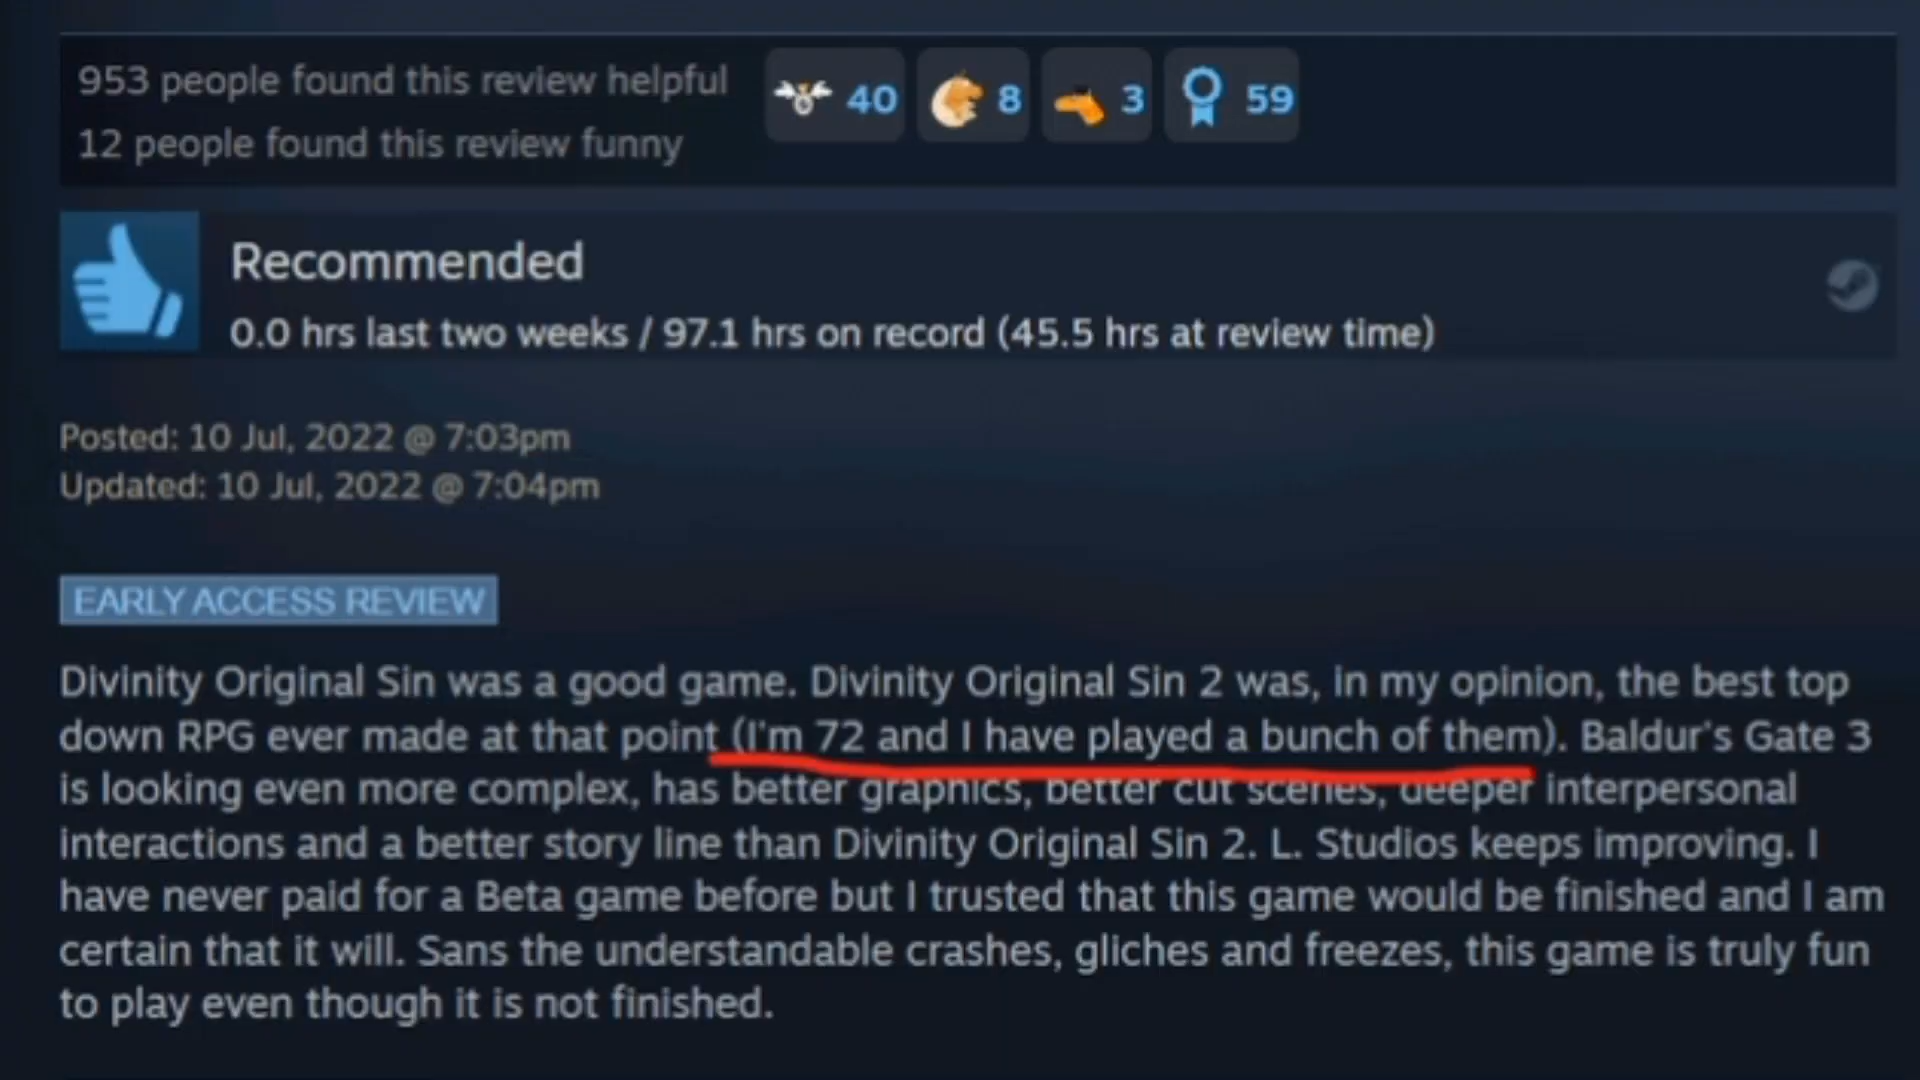 953 people found this review helpful
12 people found this review funny
40 8 3 59
Recommended
0.0 hrs last two weeks / 97.1 hrs on record (45.5 hrs at review time)
Posted: 10 Jul, 2022 @ 7:03pm
Updated: 10 Jul, 2022 @ 7:04pm
EARLY ACCESS REVIEW
Divinity Original Sin was a good game. Divinity Original Sin 2 was, in my opinion, the best top
down RPG ever made at that point (I'm 72 and I have played a bunch of them). Baldur's Gate 3
is looking even more complex, has better graphics, better cut scenes, deeper interpersonal
interactions and a better story line than Divinity Original Sin 2. L. Studios keeps improving. I
have never paid for a Beta game before but I trusted that this game would be finished and I am
certain that it will. Sans the understandable crashes, gliches and freezes, this game is truly fun
to play even though it is not finished.